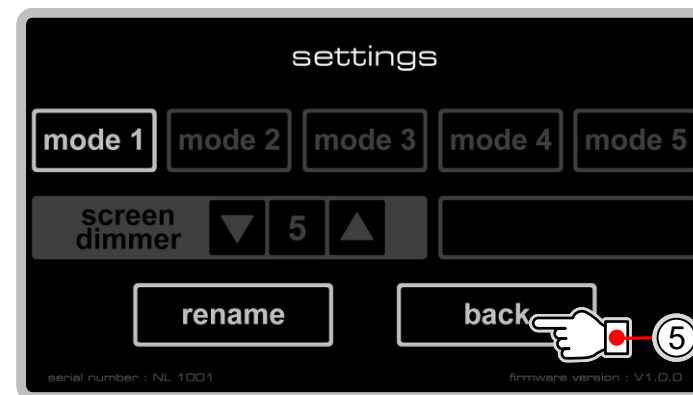 settings
mode 1 mode 2 mode 3 mode 4 mode 5
screen
dimmer 5
rename back 5
serial number : NL 1001 firmware version : V1.0.0